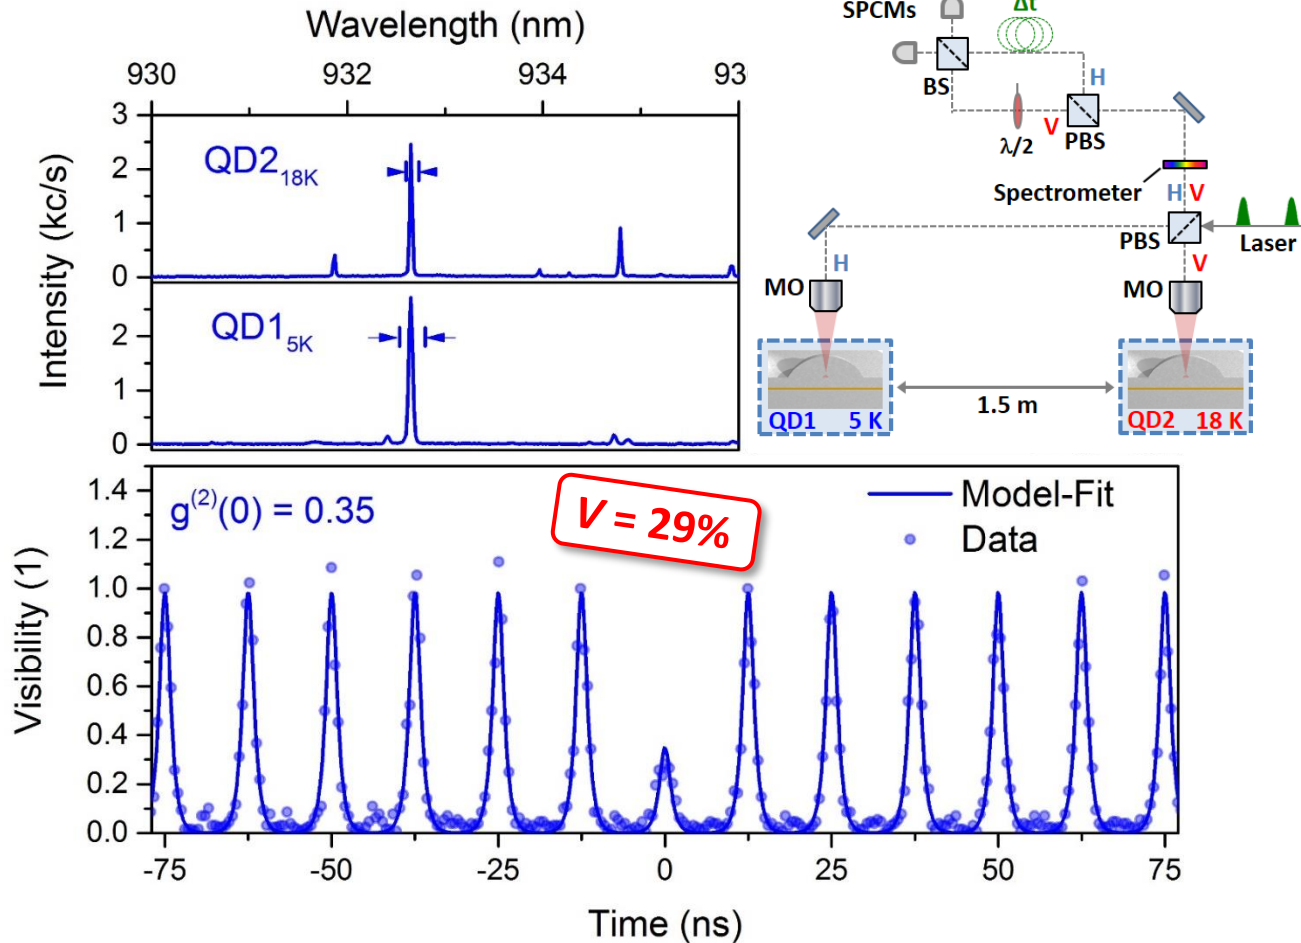 Wavelength (nm)
930 932 934
3
2
1
0
QD2 18K
2
1
0
QD1 5K
Intensity (kc/s)
SPCMs
Δt
BS
H
V
λ/2
PBS
Spectrometer
H V
PBS
Laser
H
V
MO
MO
1.5 m
QD1 5 K
QD2 18 K
1.4
1.2
1.0
0.8
0.6
0.4
0.2
0.0
Visibility (1)
g(2)(0) = 0.35
V = 29%
Model-Fit
Data
-75 -50 -25 0 25 50 75
Time (ns)